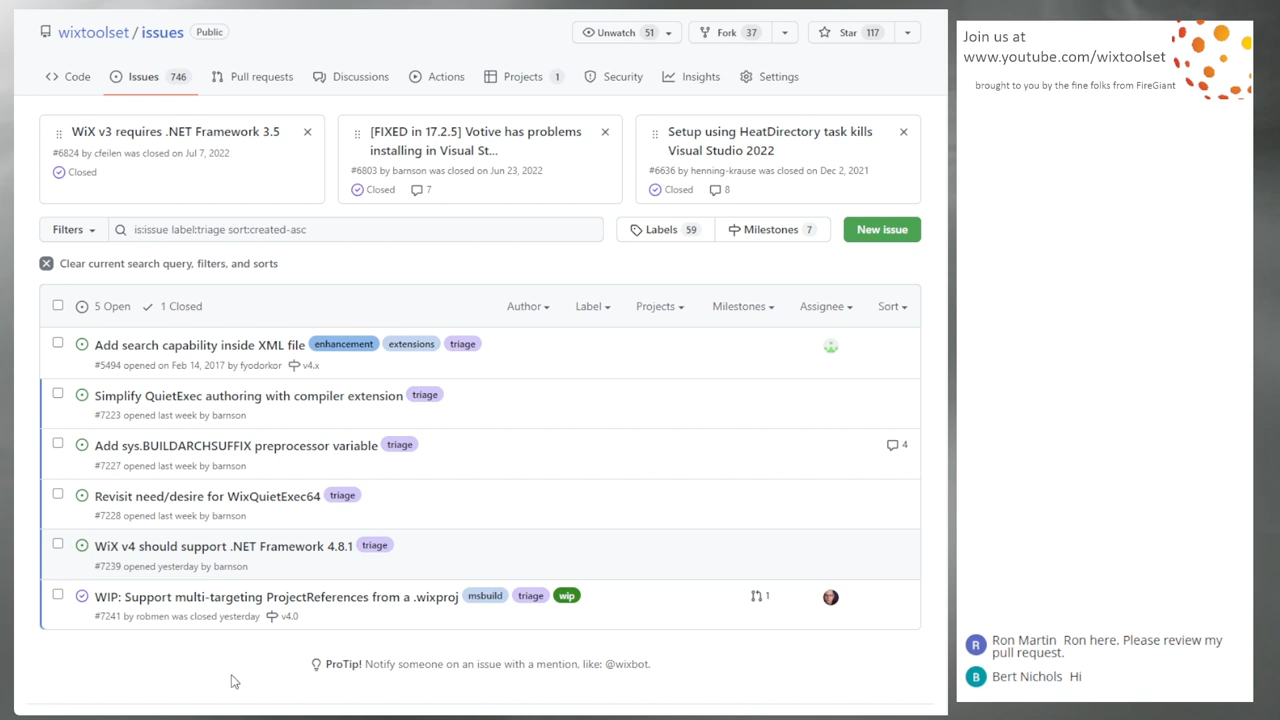 wixtoolset / issues Public
Unwatch 51 Fork 37 Star 117
Code Issues 746 Pull requests Discussions Actions Projects 1 Security Insights Settings
WiX v3 requires .NET Framework 3.5
#6824 by cfeilen was closed on Jul 7, 2022
Closed
[FIXED in 17.2.5] Votive has problems
installing in Visual St...
#6803 by barnson was closed on Jun 23, 2022
Closed 7
Setup using HeatDirectory task kills
Visual Studio 2022
#6636 by henning-krause was closed on Dec 2, 2021
Closed 8
Filters is:issue label:triage sort:created-asc Labels 59 Milestones 7 New issue
Clear current search query, filters, and sorts
5 Open 1 Closed Author Label Projects Milestones Assignee Sort
Add search capability inside XML file enhancement extensions triage
#5494 opened on Feb 14, 2017 by fyodorkor v4.x
Simplify QuietExec authoring with compiler extension triage
#7223 opened last week by barnson
Add sys.BUILDARCHSUFFIX preprocessor variable triage 4
#7227 opened last week by barnson
Revisit need/desire for WixQuietExec64 triage
#7228 opened last week by barnson
WiX v4 should support .NET Framework 4.8.1 triage
#7239 opened yesterday by barnson
WIP: Support multi-targeting ProjectReferences from a .wixproj msbuild triage wip 1
#7241 by robmen was closed yesterday v4.0
ProTip! Notify someone on an issue with a mention, like: @wixbot.
Join us at
www.youtube.com/wixtoolset
brought to you by the fine folks from FireGiant
R Ron Martin Ron here. Please review my
pull request.
B Bert Nichols Hi